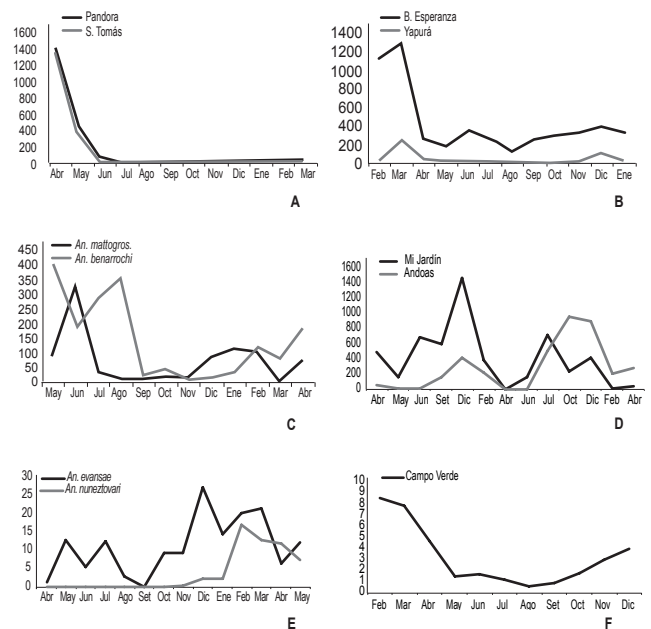 Pandora
S. Tomás
1600
1400
1200
1000
800
600
400
200
0
Abr May Jun Jul Ago Sep Oct Nov Dic Ene Feb Mar
A
B. Esperanza
Yapurá
1400
1200
1000
800
600
400
200
0
Feb Mar Abr May Jun Jul Ago Sep Oct Nov Dic Ene
B
An. mattogros.
An. benarrochi
450
400
350
300
250
200
150
100
50
0
May Jun Jul Ago Sep Oct Nov Dic Ene Feb Mar Abr
C
Mi Jardín
Andoas
1600
1400
1200
1000
800
600
400
200
0
Abr May Jun Set Dic Feb Abr Jun Jul Oct Dic Feb Abr
D
An. evansae
An. nuneztovari
30
25
20
15
10
5
0
Abr May Jun Jul Ago Set Oct Nov Dic Ene Feb Mar Abr May
E
Campo Verde
10
9
8
7
6
5
4
3
2
1
0
Feb Mar Abr May Jun Jul Ago Sep Oct Nov Dic
F